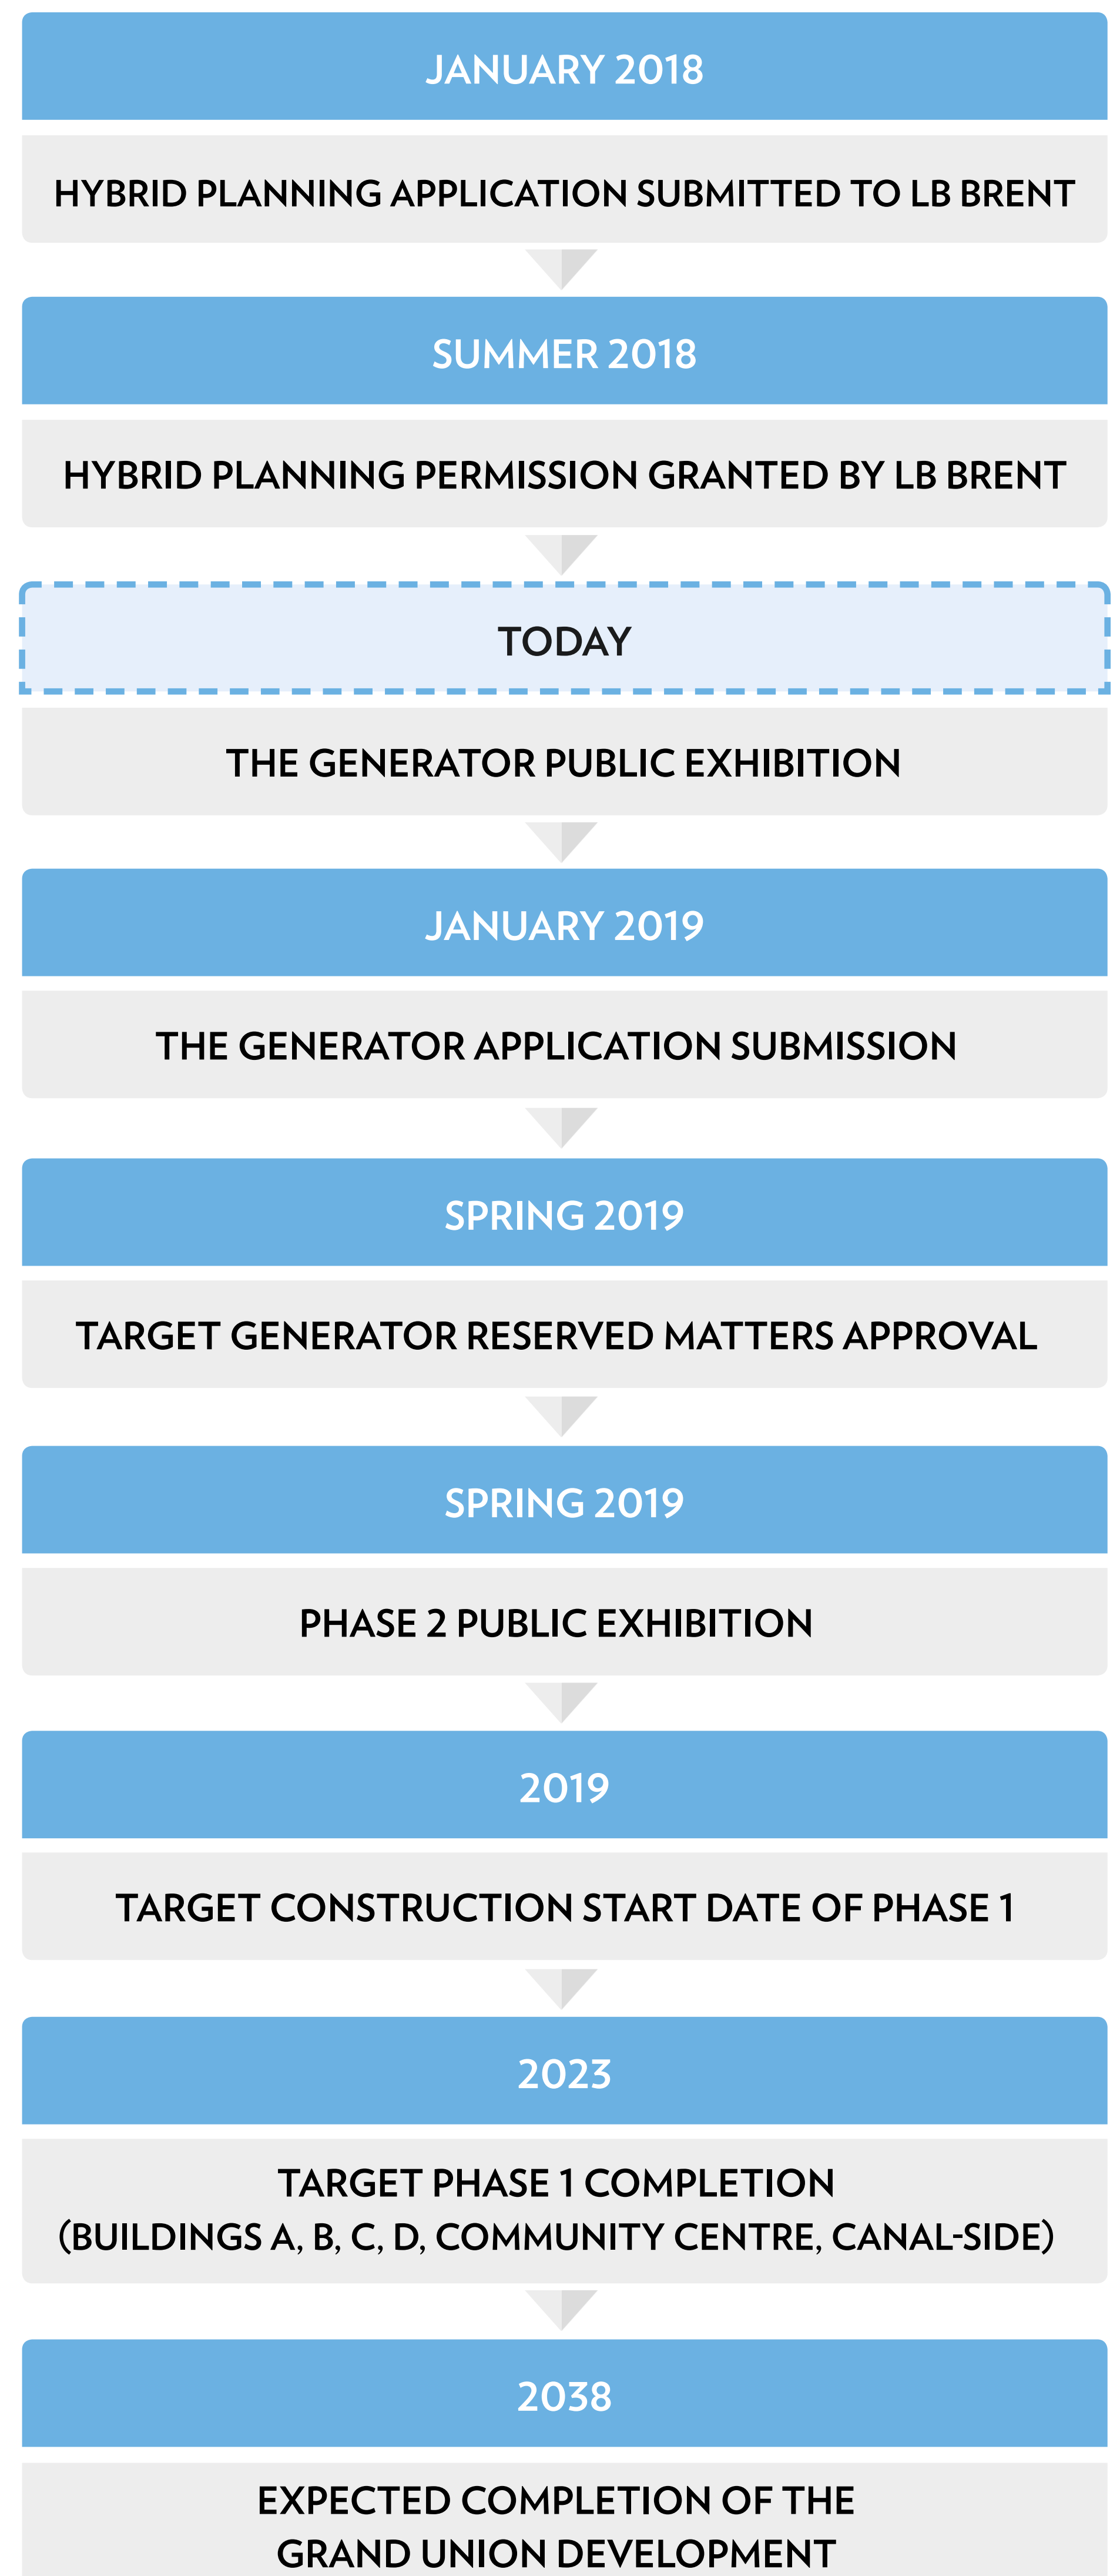 JANUARY 2018
HYBRID PLANNING APPLICATION SUBMITTED TO LB BRENT
SUMMER 2018
HYBRID PLANNING PERMISSION GRANTED BY LB BRENT
TODAY
THE GENERATOR PUBLIC EXHIBITION
JANUARY 2019
THE GENERATOR APPLICATION SUBMISSION
SPRING 2019
TARGET GENERATOR RESERVED MATTERS APPROVAL
SPRING 2019
PHASE 2 PUBLIC EXHIBITION
2019
TARGET CONSTRUCTION START DATE OF PHASE 1
2023
TARGET PHASE 1 COMPLETION
(BUILDINGS A, B, C, D, COMMUNITY CENTRE, CANAL-SIDE)
2038
EXPECTED COMPLETION OF THE
GRAND UNION DEVELOPMENT